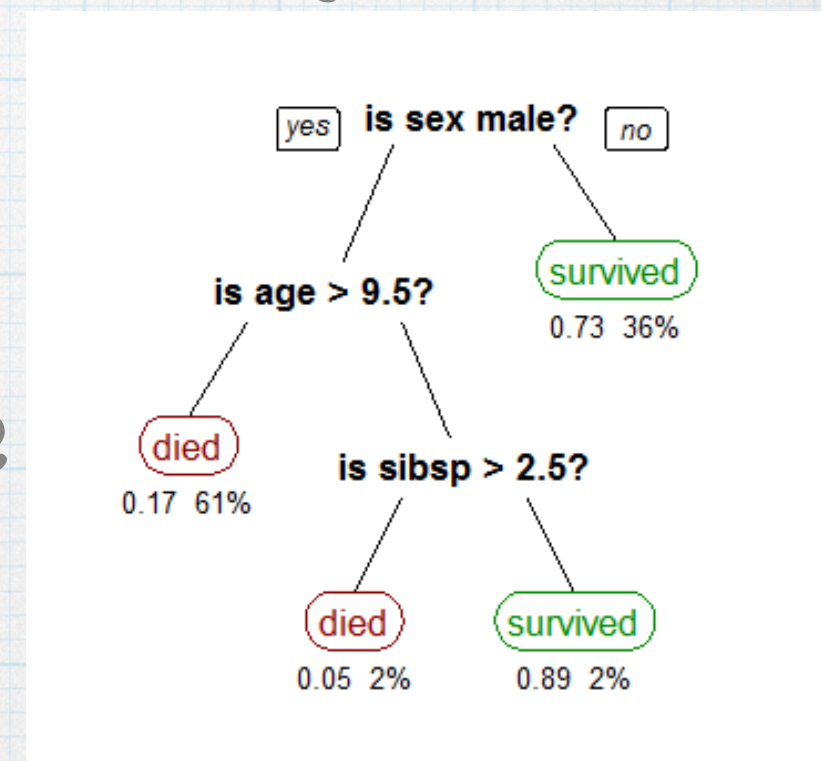 yes is sex male? no
is age > 9.5?
survived
0.73 36%
died
0.17 61%
is sibsp > 2.5?
died survived
0.05 2% 0.89 2%